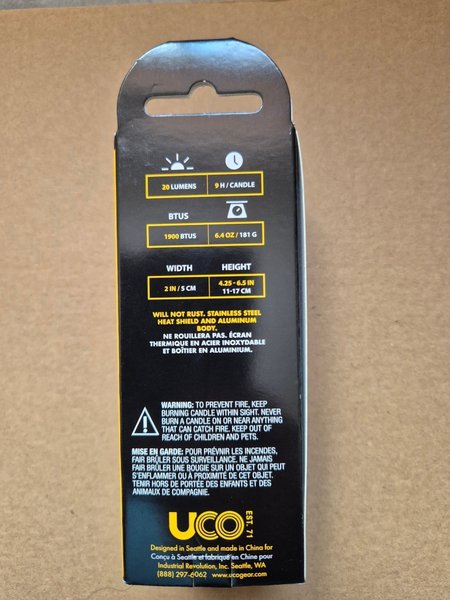 20 LUMENS 9 H / CANDLE
BTUS
1900 BTUS 6.4 OZ / 181 G
WIDTH HEIGHT
2 IN / 5 CM 4.25 - 6.5 IN
11-17 CM
WILL NOT RUST. STAINLESS STEEL
HEAT SHIELD AND ALUMINUM
BODY.
NE ROUILLERA PAS. ÉCRAN
THERMIQUE EN ACIER INOXYDABLE
ET BOÎTIER EN ALUMINIUM.
WARNING: TO PREVENT FIRE, KEEP
BURNING CANDLE WITHIN SIGHT. NEVER
BURN A CANDLE ON OR NEAR ANYTHING
THAT CAN CATCH FIRE. KEEP OUT OF
REACH OF CHILDREN AND PETS.
MISE EN GARDE: POUR PRÉVENIR LES INCENDES,
FAIR BRÛLER SOUS SURVEILLANCE. NE JAMAIS
FAIR BRÛLER UNE BOUGIE SUR UN OBJET QUI PEUT
S'ENFLAMMER OU À PROXIMITÉ DE CET OBJET.
TENIR HORS DE PORTÉE DES ENFANTS ET DES
ANIMAUX DE COMPAGNIE.
UCO EST. 71
Designed in Seattle and made in China for
Conçu à Seattle et fabriqué en Chine pour
Industrial Revolution, Inc. Seattle, WA
(888) 297-6062 www.ucogear.com